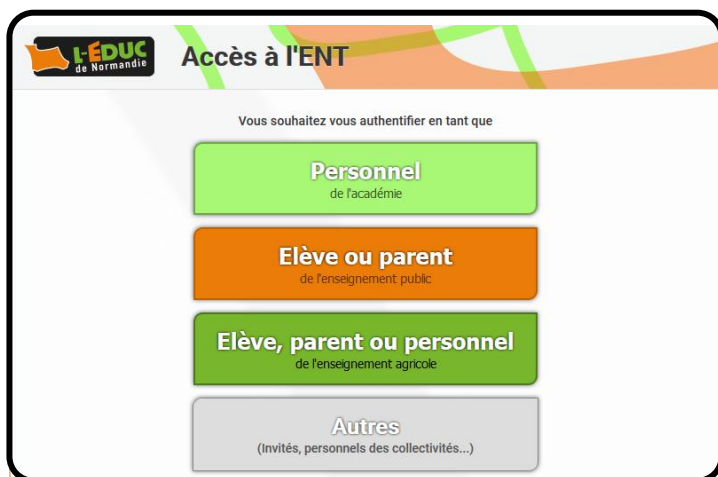 L-ÉDUC
de Normandie
Accès à l'ENT
Vous souhaitez vous authentifier en tant que
Personnel
de l'académie
Elève ou parent
de l'enseignement public
Elève, parent ou personnel
de l'enseignement agricole
Autres
(Invités, personnels des collectivités...)